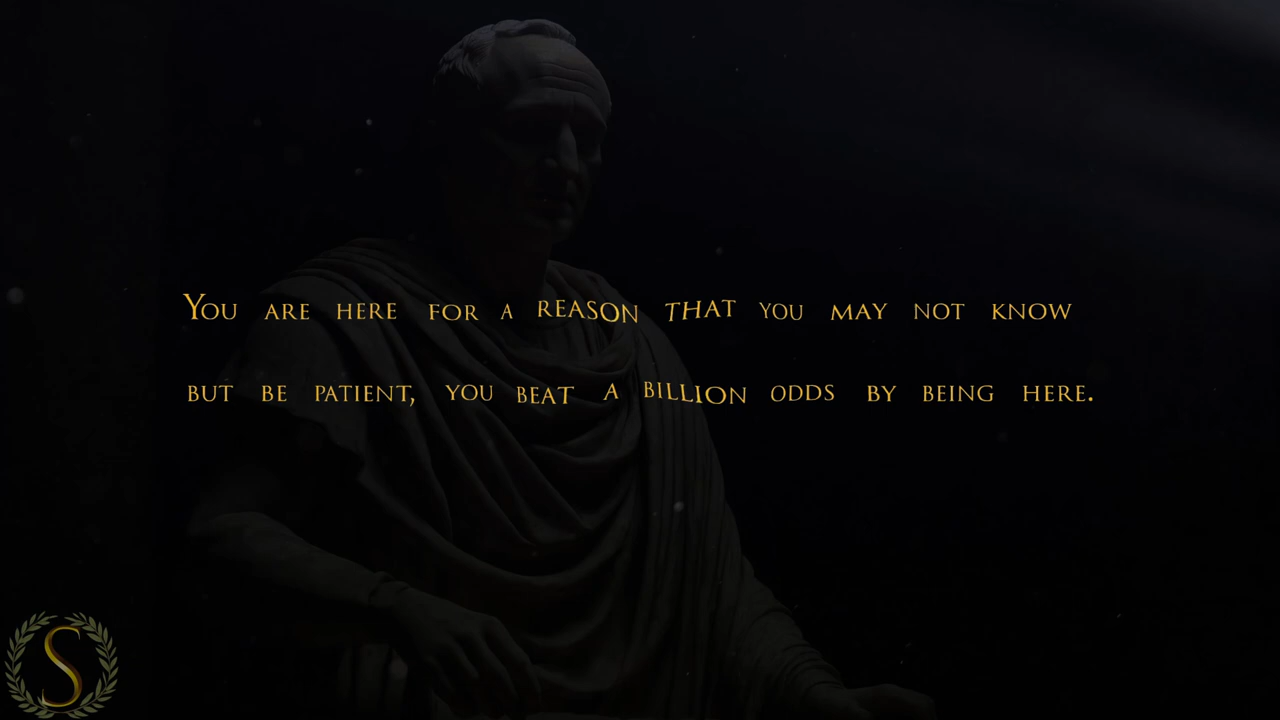 You are here for a reason that you may not know
but be patient, you beat a billion odds by being here.
S